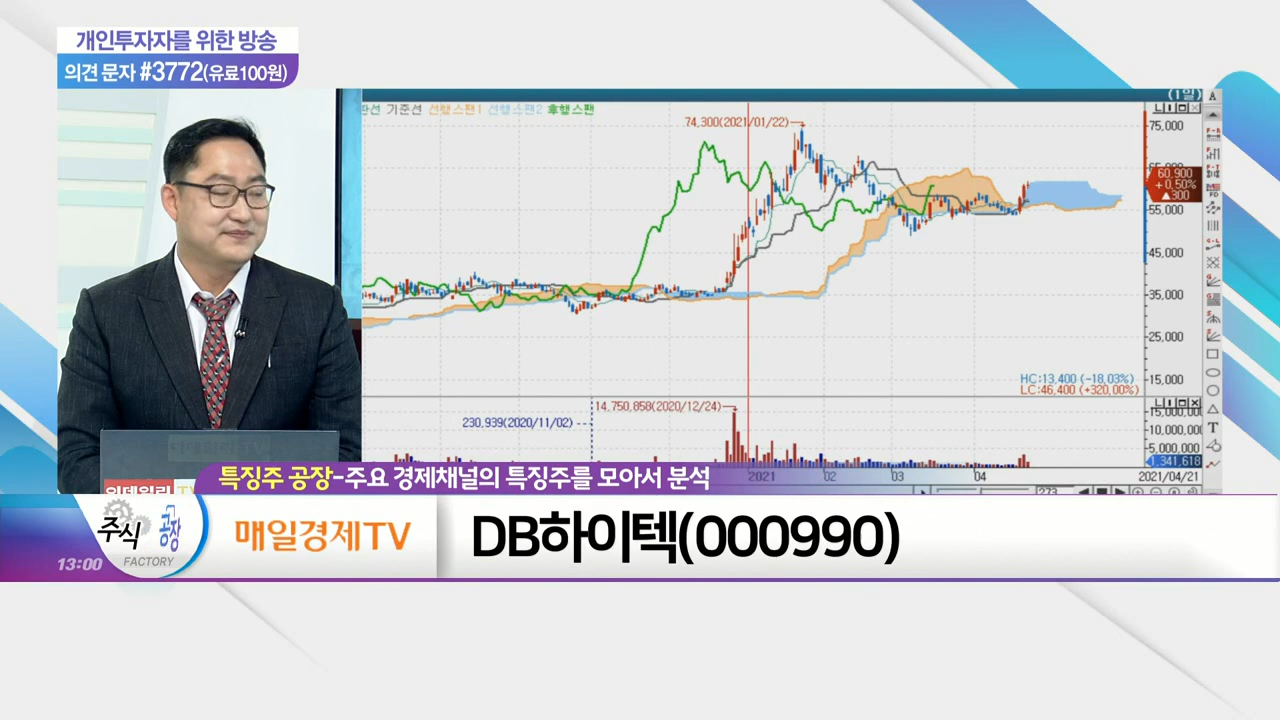 개인투자자를 위한 방송
의견 문자 #3772(유료100원)
(1일)
기준선 선행스팬1 선행스팬2 후행스팬
74,300(2021/01/22)
75,000
60,900
+0,50%
▲300
55,000
45,000
35,000
25,000
15,000
HC:13,400 (-18,03%)
LC:46,400 (+320,00%)
14,750,858(2020/12/24)
230,939(2020/11/02)
10,000,000
5,000,000
1,341,618
2021
02
03
04
2021/04/21
특징주 공장-주요 경제채널의 특징주를 모아서 분석
주식 공장
FACTORY
13:00
매일경제TV
DB하이텍(000990)